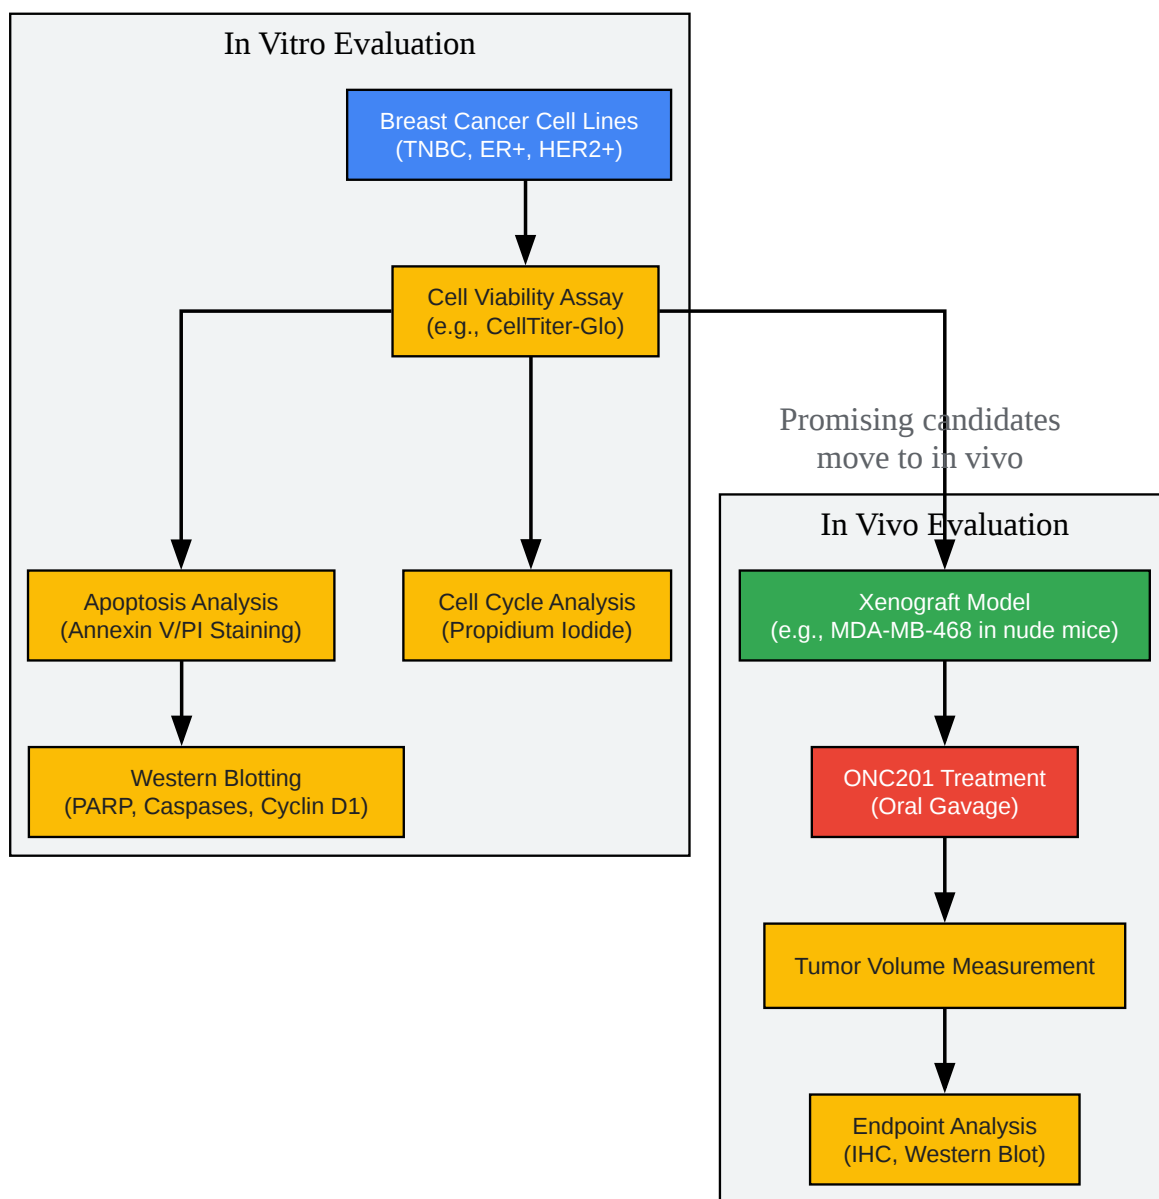 In Vitro Evaluation
Breast Cancer Cell Lines
(TNBC, ER+, HER2+)
Cell Viability Assay
(e.g., CellTiter-Glo)
Promising candidates
move to in vivo
In Vivo Evaluation
Apoptosis Analysis
(Annexin V/PI Staining)
Cell Cycle Analysis
(Propidium Iodide)
Xenograft Model
(e.g., MDA-MB-468 in nude mice)
Western Blotting
(PARP, Caspases, Cyclin D1)
ONC201 Treatment
(Oral Gavage)
Tumor Volume Measurement
Endpoint Analysis
(IHC, Western Blot)